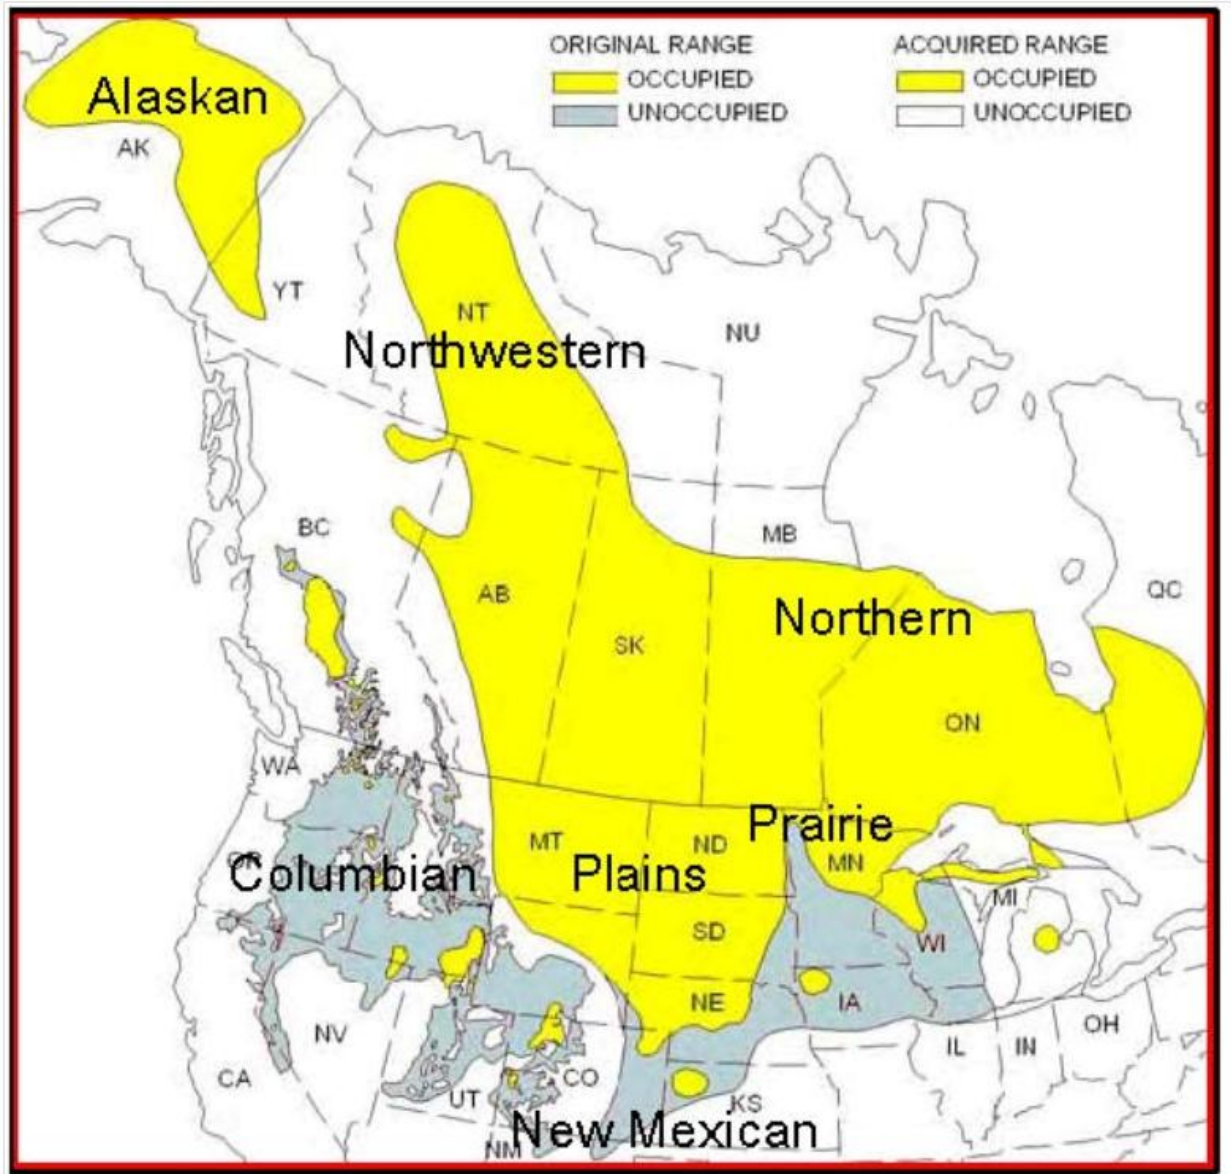 ORIGINAL RANGE
OCCUPIED
UNOCCUPIED
ACQUIRED RANGE
OCCUPIED
UNOCCUPIED
Alaskan
AK
YT
NT
Northwestern
NU
BC
MB
AB
SK
Northern
QC
ON
WA
MT
ND
Prairie
MN
Columbian
Plains
MI
SD
WI
NE
IA
NV
IL
IN
OH
CA
UT
CO
KS
New Mexican
NM